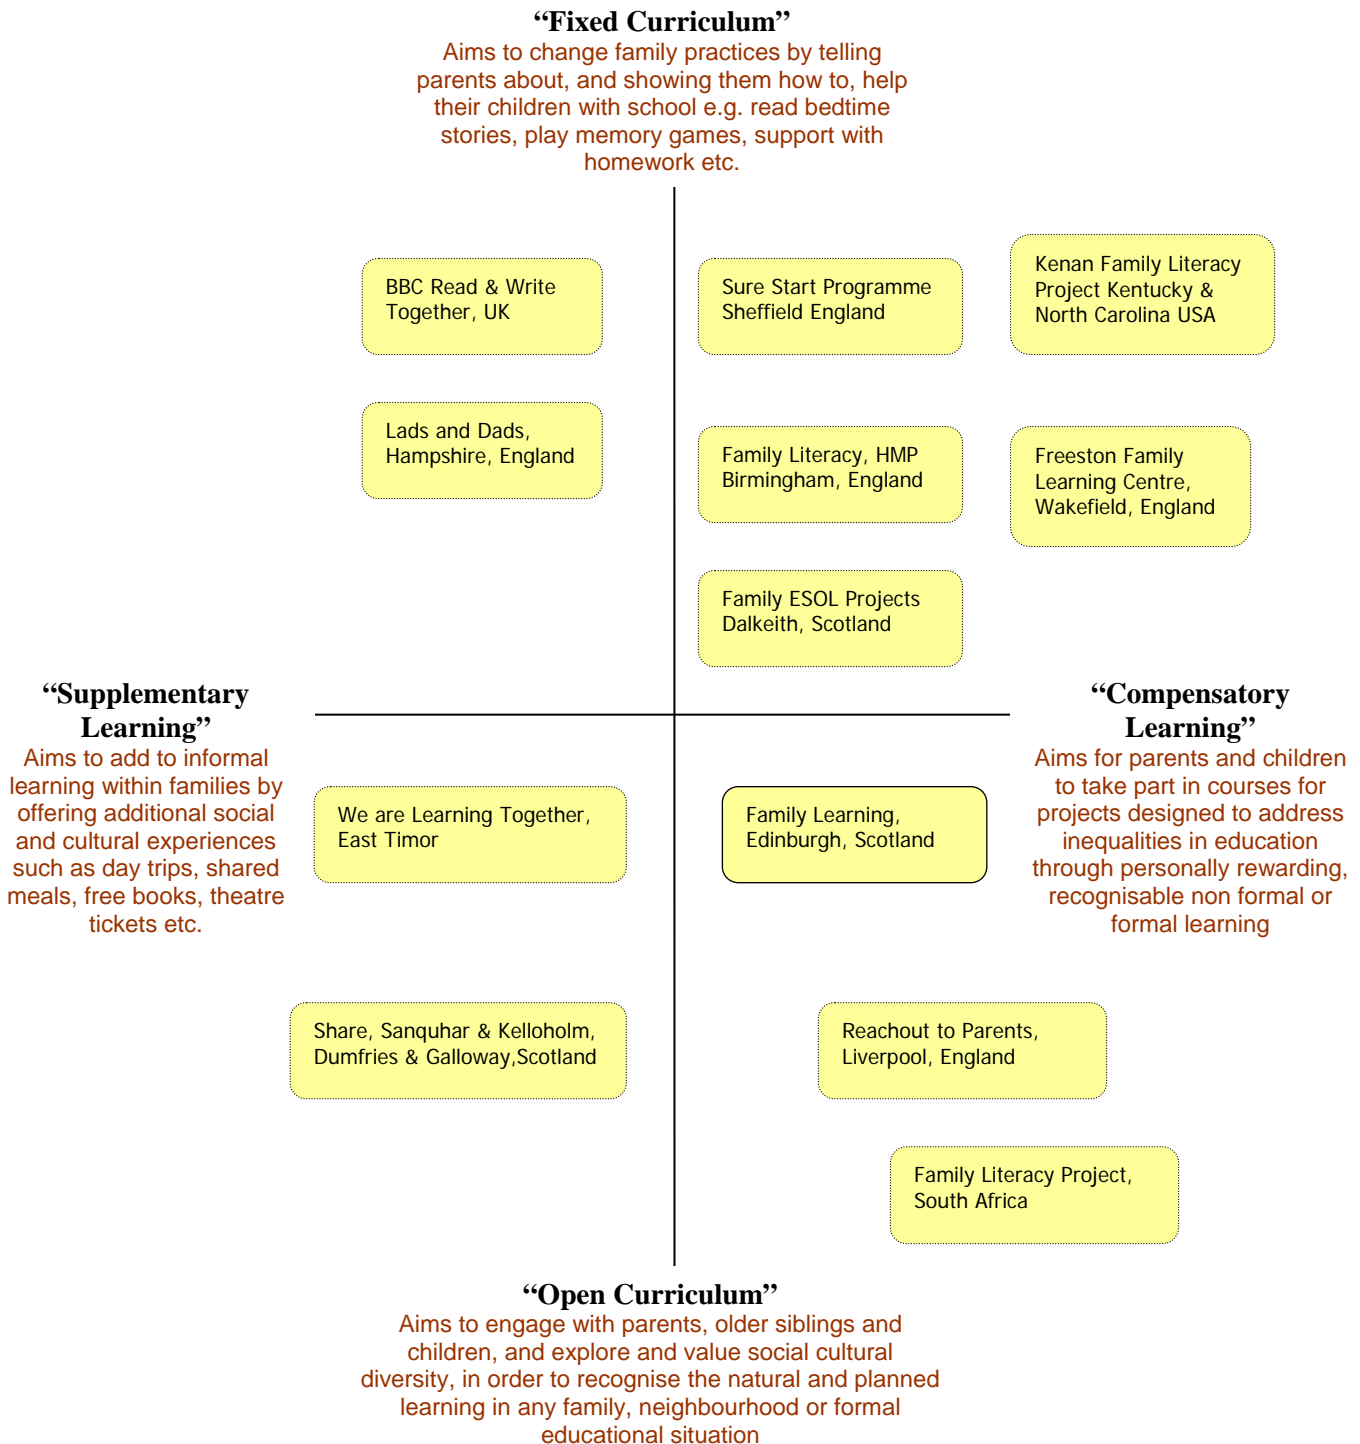 “Fixed Curriculum”
Aims to change family practices by telling
parents about, and showing them how to, help
their children with school e.g. read bedtime
stories, play memory games, support with
homework etc.
BBC Read & Write
Together, UK
Sure Start Programme
Sheffield England
Kenan Family Literacy
Project Kentucky &
North Carolina USA
Lads and Dads,
Hampshire, England
Family Literacy, HMP
Birmingham, England
Freeston Family
Learning Centre,
Wakefield, England
Family ESOL Projects
Dalkeith, Scotland
“Supplementary
Learning”
Aims to add to informal
learning within families by
offering additional social
and cultural experiences
such as day trips, shared
meals, free books, theatre
tickets etc.
“Compensatory
Learning”
Aims for parents and children
to take part in courses for
projects designed to address
inequalities in education
through personally rewarding,
recognisable non formal or
formal learning
We are Learning Together,
East Timor
Family Learning,
Edinburgh, Scotland
Share, Sanquhar & Kelloholm,
Dumfries & Galloway,Scotland
Reachout to Parents,
Liverpool, England
Family Literacy Project,
South Africa
“Open Curriculum”
Aims to engage with parents, older siblings and
children, and explore and value social cultural
diversity, in order to recognise the natural and planned
learning in any family, neighbourhood or formal
educational situation